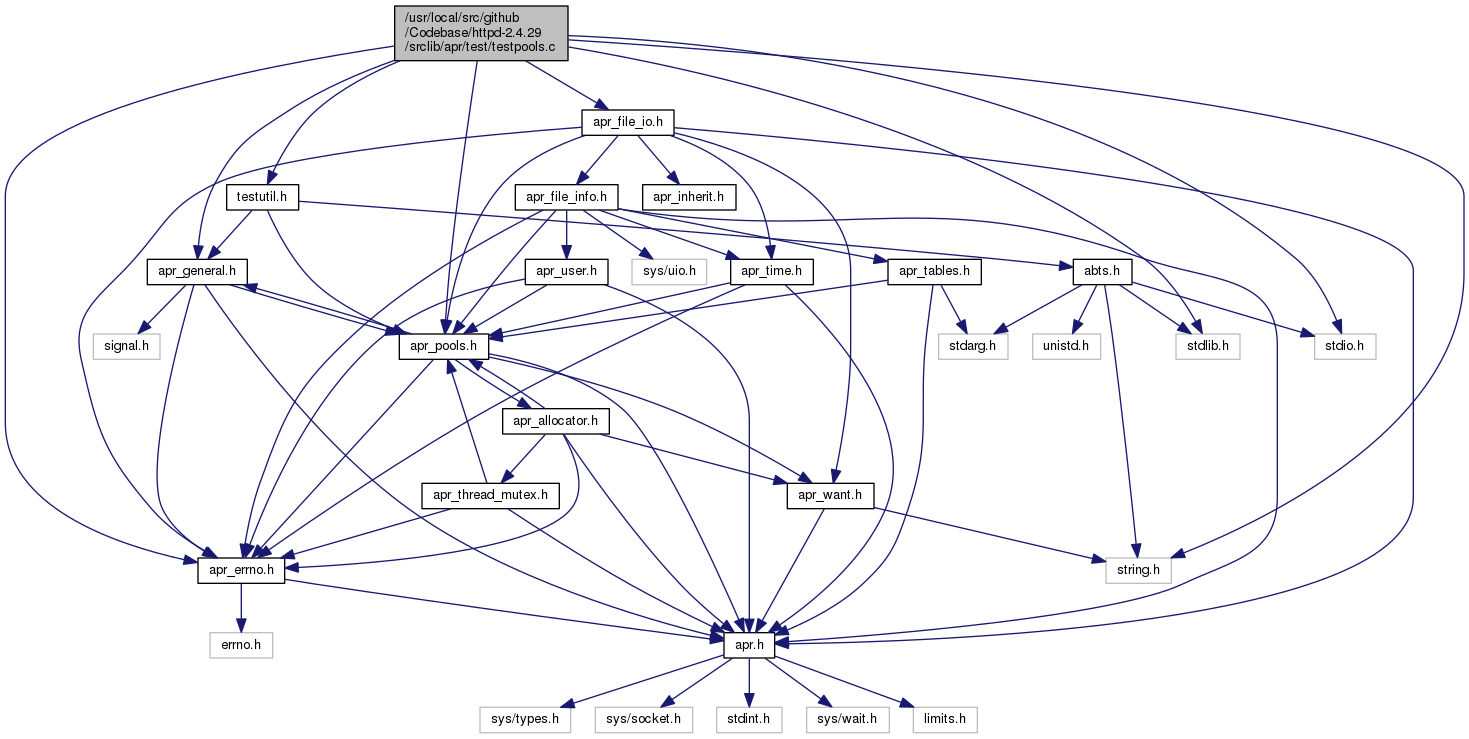 /usr/local/src/github
/Codebase/httpd-2.4.29
/srclib/apr/test/testpools.c
apr_file_io.h
testutil.h
apr_file_info.h
apr_inherit.h
apr_general.h
apr_user.h
sys/uio.h
apr_time.h
apr_tables.h
abts.h
signal.h
apr_pools.h
stdarg.h
unistd.h
stdlib.h
stdio.h
apr_allocator.h
apr_thread_mutex.h
apr_want.h
apr_errno.h
string.h
errno.h
apr.h
sys/types.h
sys/socket.h
stdint.h
sys/wait.h
limits.h